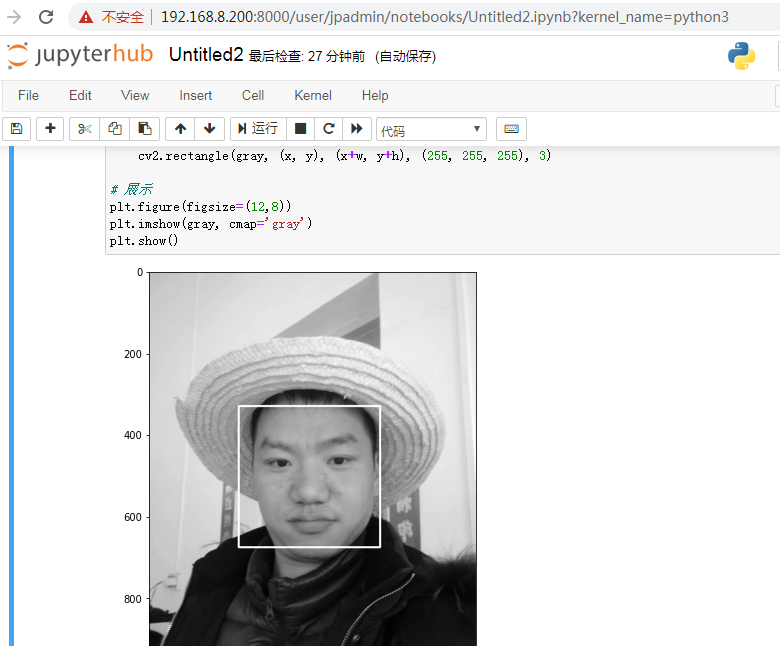 不安全 | 192.168.8.200:8000/user/jpadmin/notebooks/Untitled2.ipynb?kernel_name=python3
jupyterhub Untitled2 最后检查: 27 分钟前 (自动保存)
File Edit View Insert Cell Kernel Help
运行 代码
cv2.rectangle(gray, (x, y), (x+w, y+h), (255, 255, 255), 3)
# 展示
plt.figure(figsize=(12,8))
plt.imshow(gray, cmap='gray')
plt.show()
0
200
400
600
800